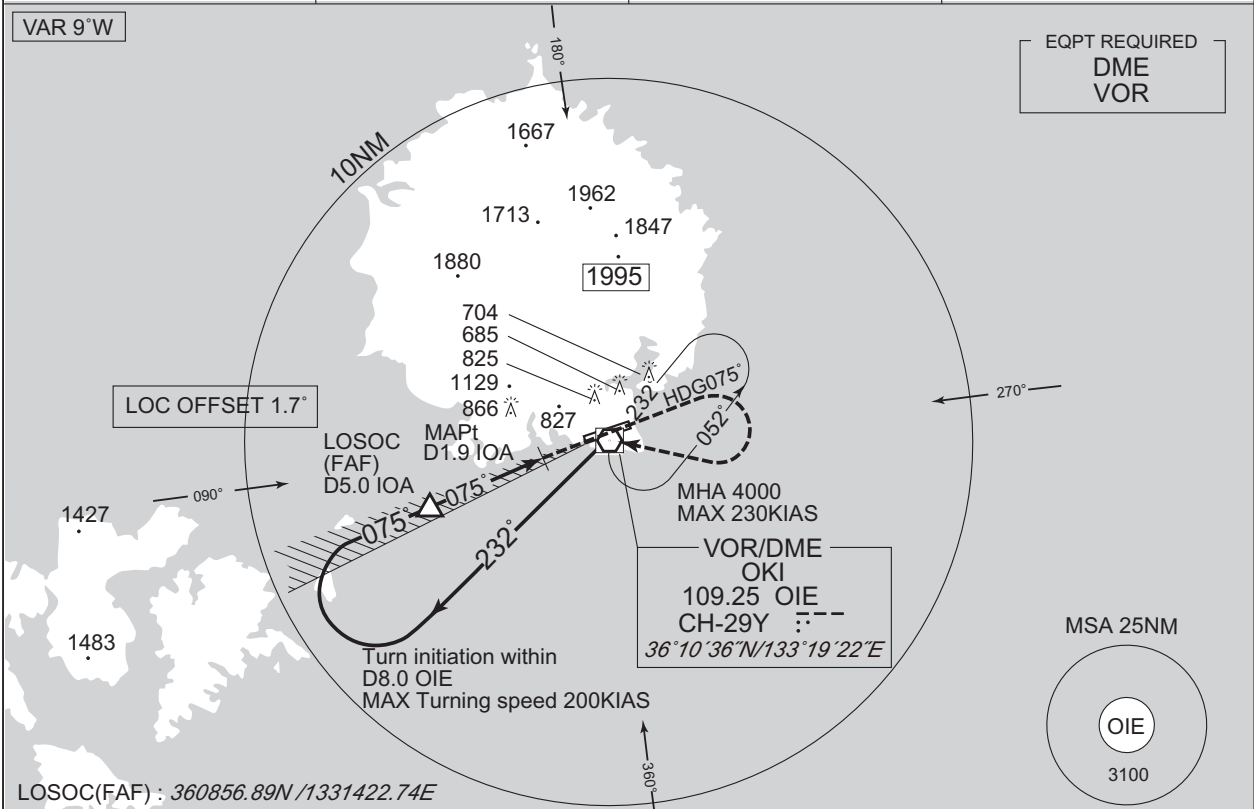 VAR 9°W
EQPT REQUIRED
DME
VOR
180°
10NM
1667
1962
1713
1847
1880
1995
704
685
825
1129
866
827
232°
HDG075°
052°
270°
LOC OFFSET 1.7°
LOSOC
(FAF)
D5.0 IOA
MAPt
D1.9 IOA
075°
075°
090°
232°
MHA 4000
MAX 230KIAS
1427
1483
VOR/DME
OKI
109.25 OIE
CH-29Y
36°10´36˝N/133°19´22˝E
Turn initiation within
D8.0 OIE
MAX Turning speed 200KIAS
360°
MSA 25NM
OIE
3100
LOSOC(FAF) : 360856.89N /1331422.74E